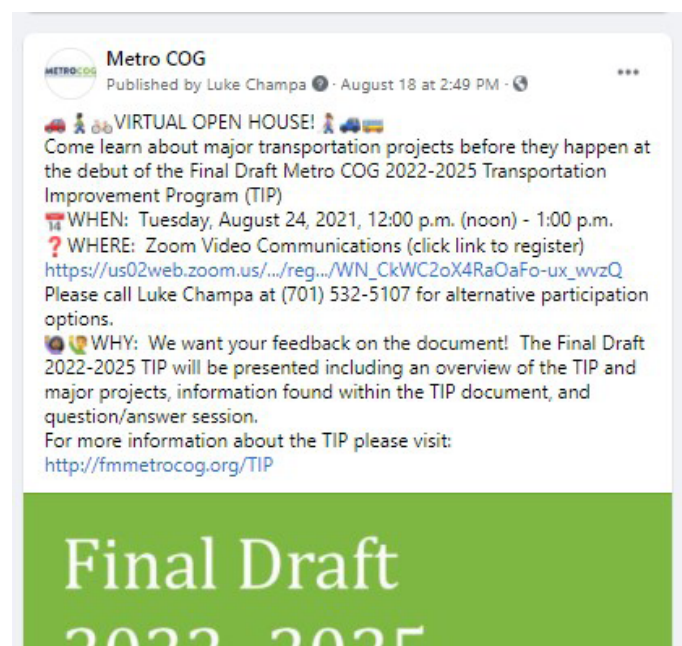 METROCOG
Metro COG
Published by Luke Champa · August 18 at 2:49 PM ·
VIRTUAL OPEN HOUSE!
Come learn about major transportation projects before they happen at
the debut of the Final Draft Metro COG 2022-2025 Transportation
Improvement Program (TIP)
WHEN: Tuesday, August 24, 2021, 12:00 p.m. (noon) - 1:00 p.m.
WHERE: Zoom Video Communications (click link to register)
https://us02web.zoom.us/.../reg.../WN_CkWC2oX4RaOaFo-ux_wvzQ
Please call Luke Champa at (701) 532-5107 for alternative participation
options.
WHY: We want your feedback on the document! The Final Draft
2022-2025 TIP will be presented including an overview of the TIP and
major projects, information found within the TIP document, and
question/answer session.
For more information about the TIP please visit:
http://fmmetrocog.org/TIP
Final Draft
2022-2025